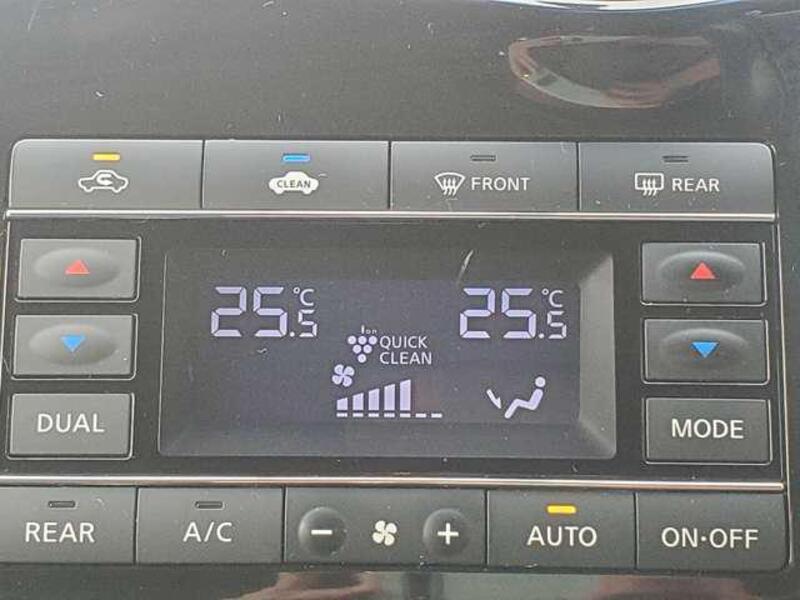 CLEAN
FRONT
REAR
25.5°C
25.5°C
ion
QUICK
CLEAN
DUAL
MODE
REAR
A/C
− +
AUTO
ON·OFF